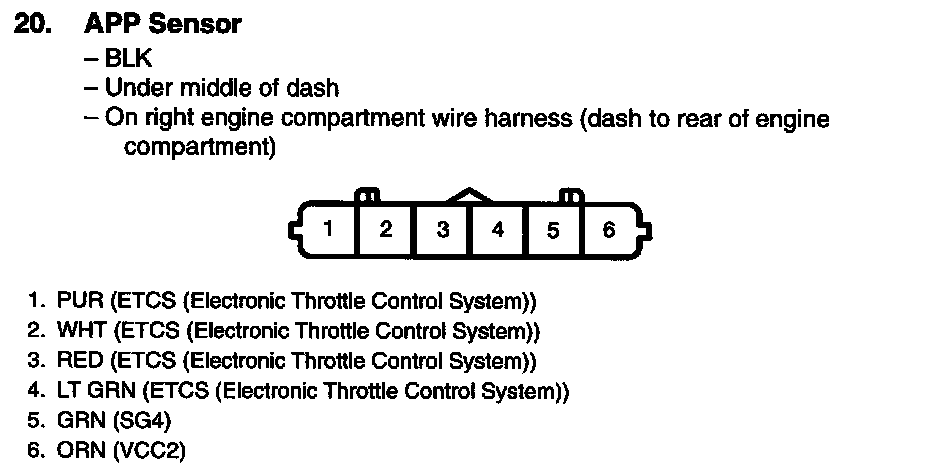 20. APP Sensor
– BLK
– Under middle of dash
– On right engine compartment wire harness (dash to rear of engine
compartment)
1 2 3 4 5 6
1. PUR (ETCS (Electronic Throttle Control System))
2. WHT (ETCS (Electronic Throttle Control System))
3. RED (ETCS (Electronic Throttle Control System))
4. LT GRN (ETCS (Electronic Throttle Control System))
5. GRN (SG4)
6. ORN (VCC2)